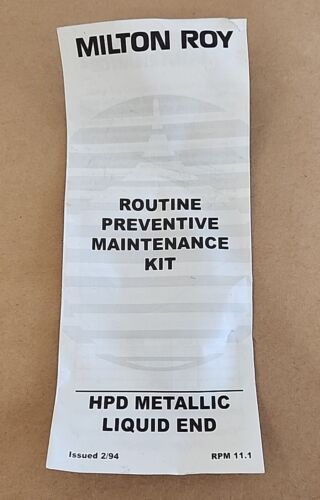 MILTON ROY
ROUTINE
PREVENTIVE
MAINTENANCE
KIT
HPD METALLIC
LIQUID END
Issued 2/94 RPM 11.1